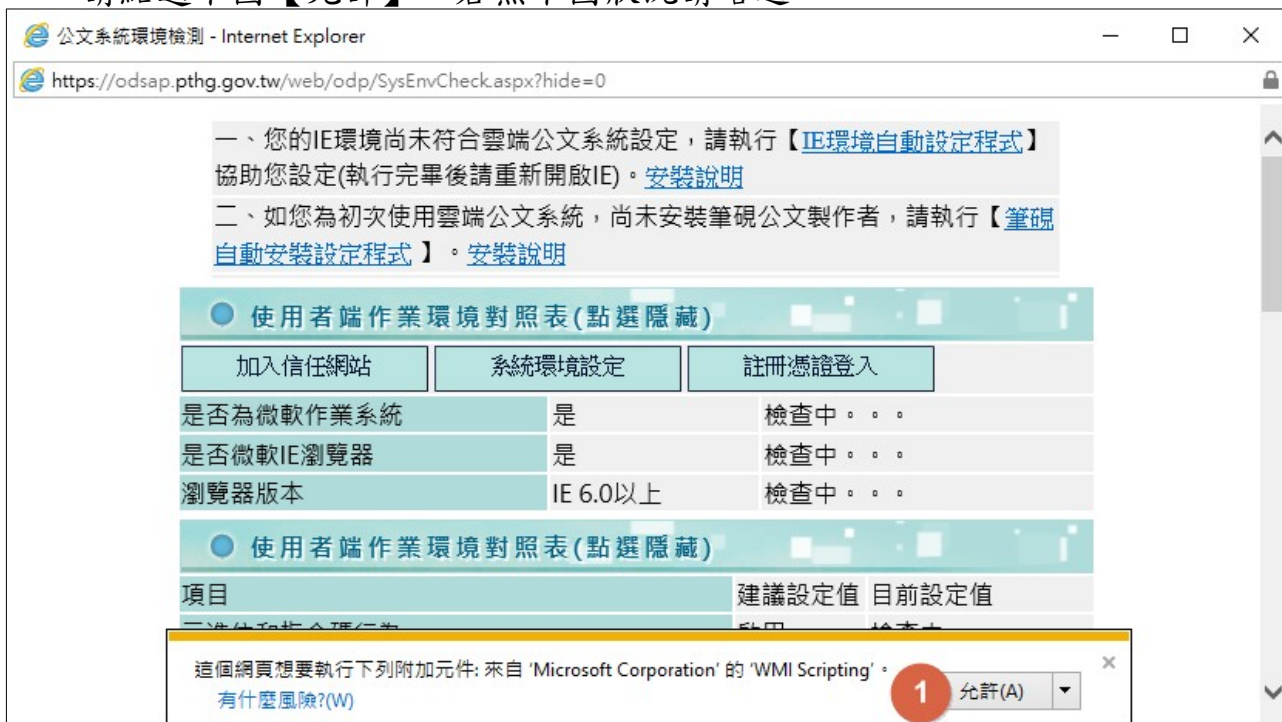 公文系統環境檢測 - Internet Explorer
https://odsap.pthg.gov.tw/web/odp/SysEnvCheck.aspx?hide=0
一、您的IE環境尚未符合雲端公文系統設定，請執行【IE環境自動設定程式】
協助您設定(執行完畢後請重新開啟IE)。安裝說明
二、如您為初次使用雲端公文系統，尚未安裝筆硯公文製作者，請執行【筆硯
自動安裝設定程式 】。安裝說明
使用者端作業環境對照表(點選隱藏)
加入信任網站 系統環境設定 註冊憑證登入
是否為微軟作業系統 是 檢查中。。。
是否微軟IE瀏覽器 是 檢查中。。。
瀏覽器版本 IE 6.0以上 檢查中。。。
使用者端作業環境對照表(點選隱藏)
項目 建議設定值 目前設定值
這個網頁想要執行下列附加元件: 來自 'Microsoft Corporation' 的 'WMI Scripting'。
1 允許(A)
有什麼風險?(W)